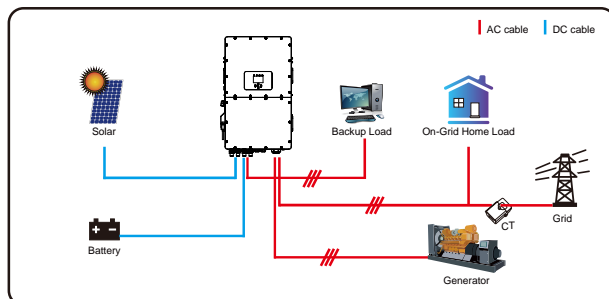 AC cable
DC cable
Solar
Backup Load
On-Grid Home Load
CT
Grid
Battery
Generator